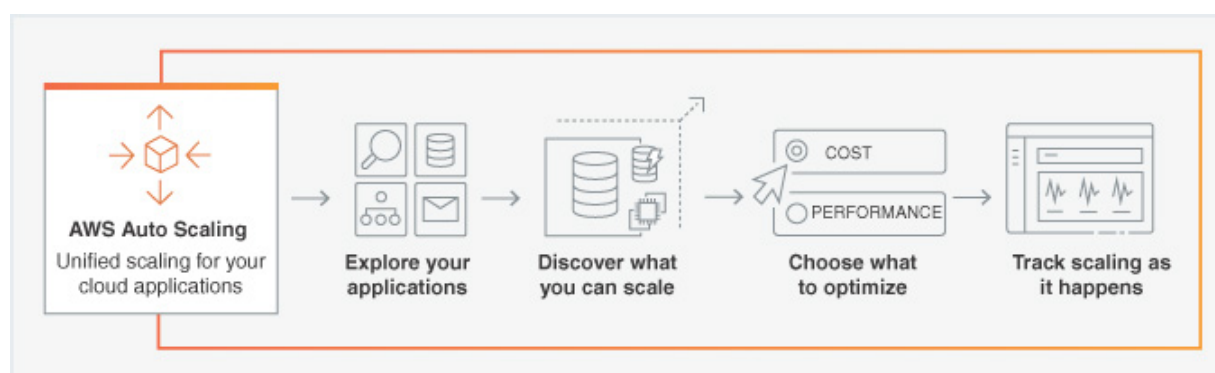 AWS Auto Scaling
Unified scaling for your
cloud applications
Explore your
applications
Discover what
you can scale
COST
PERFORMANCE
Choose what
to optimize
Track scaling as
it happens